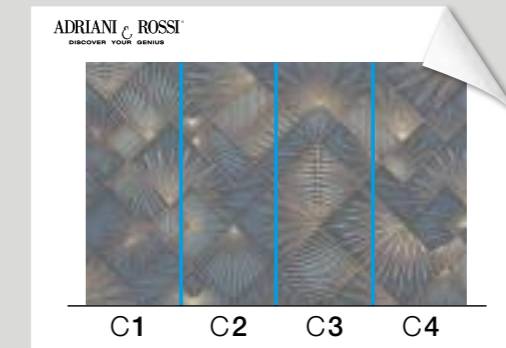 ADRIANI & ROSSI
DISCOVER YOUR GENIUS
C1 C2 C3 C4